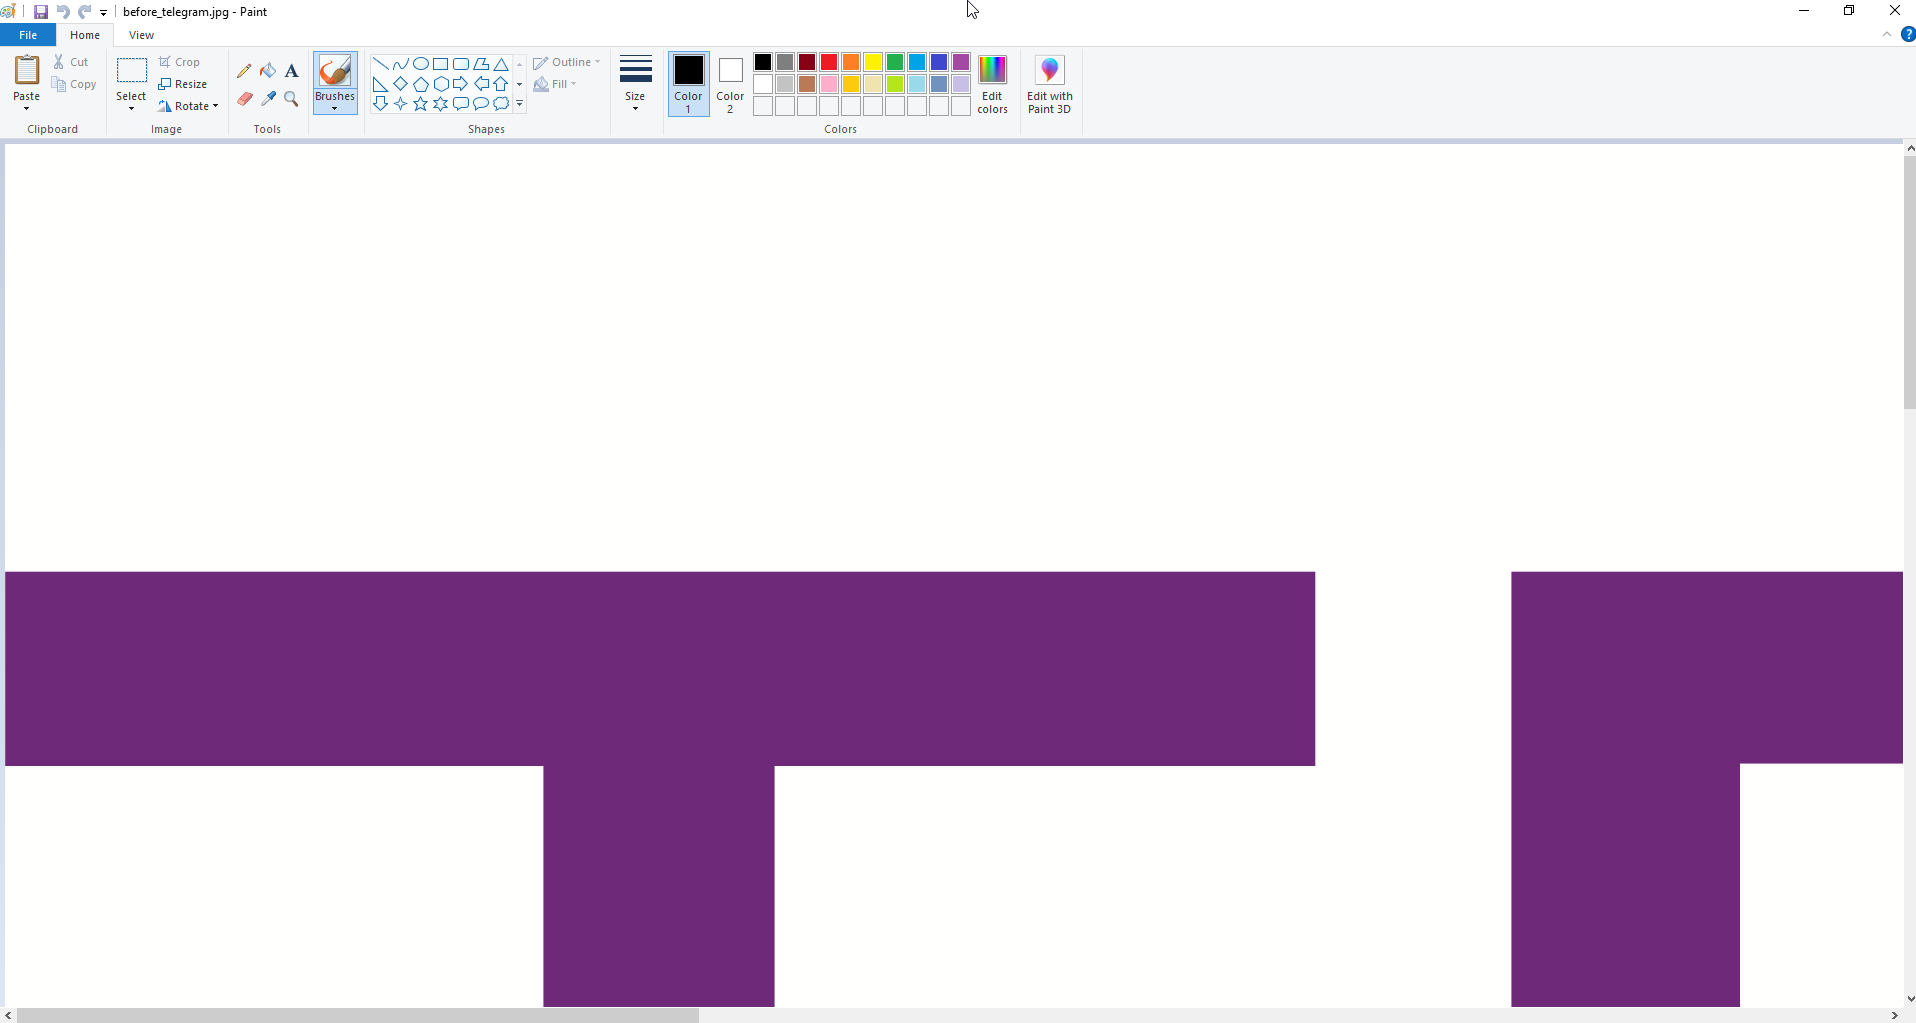 before_telegram.jpg - Paint
File Home View
Paste
Cut
Copy
Clipboard
Select
Crop
Resize
Rotate
Image
A
Tools
Brushes
Outline
Fill
Shapes
Size
Color 1
Color 2
Edit colors
Colors
Edit with Paint 3D
?
T